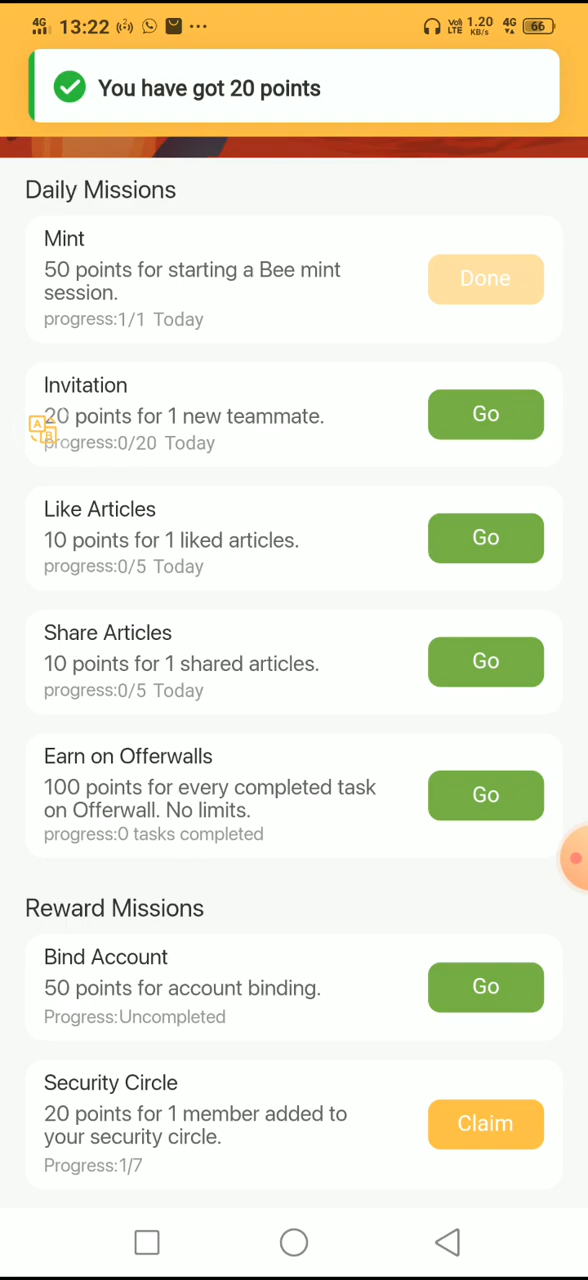 4G 13:22 VoLTE 1.20 KB/s 4G 66
You have got 20 points
Daily Missions
Mint
50 points for starting a Bee mint
session.
progress:1/1 Today
Done
Invitation
20 points for 1 new teammate.
progress:0/20 Today
Go
A
B
Like Articles
10 points for 1 liked articles.
progress:0/5 Today
Go
Share Articles
10 points for 1 shared articles.
progress:0/5 Today
Go
Earn on Offerwalls
100 points for every completed task
on Offerwall. No limits.
progress:0 tasks completed
Go
Reward Missions
Bind Account
50 points for account binding.
Progress:Uncompleted
Go
Security Circle
20 points for 1 member added to
your security circle.
Progress:1/7
Claim